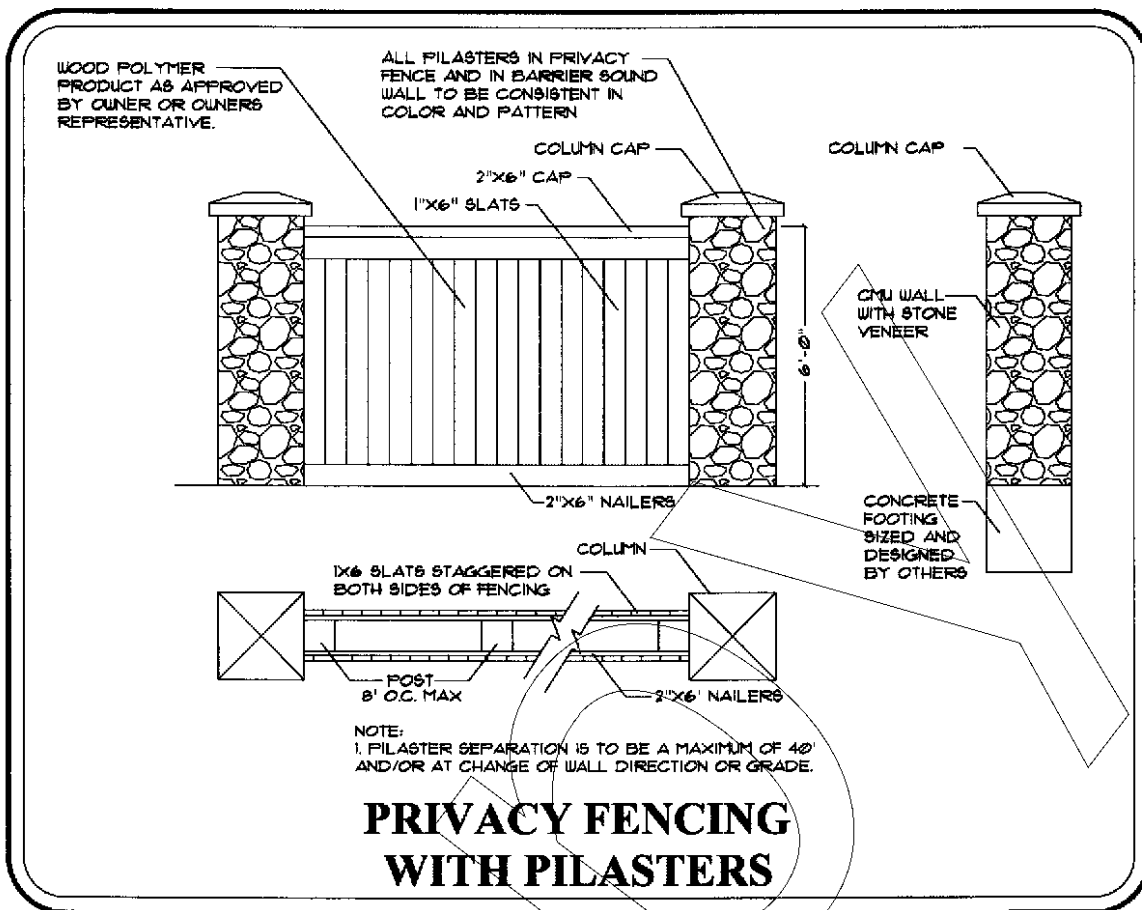 WOOD POLYMER
PRODUCT AS APPROVED
BY OWNER OR OWNERS
REPRESENTATIVE.
ALL PILASTERS IN PRIVACY
FENCE AND IN BARRIER SOUND
WALL TO BE CONSISTENT IN
COLOR AND PATTERN
COLUMN CAP
2"X6" CAP
1"X6" SLATS
COLUMN CAP
CMU WALL
WITH STONE
VENEER
6'-0"
2"X6" NAILERS
CONCRETE
FOOTING
SIZED AND
DESIGNED
BY OTHERS
COLUMN
1X6 SLATS STAGGERED ON
BOTH SIDES OF FENCING
POST
8' O.C. MAX
2"X6' NAILERS
NOTE:
1. PILASTER SEPARATION IS TO BE A MAXIMUM OF 40'
AND/OR AT CHANGE OF WALL DIRECTION OR GRADE.
PRIVACY FENCING
WITH PILASTERS